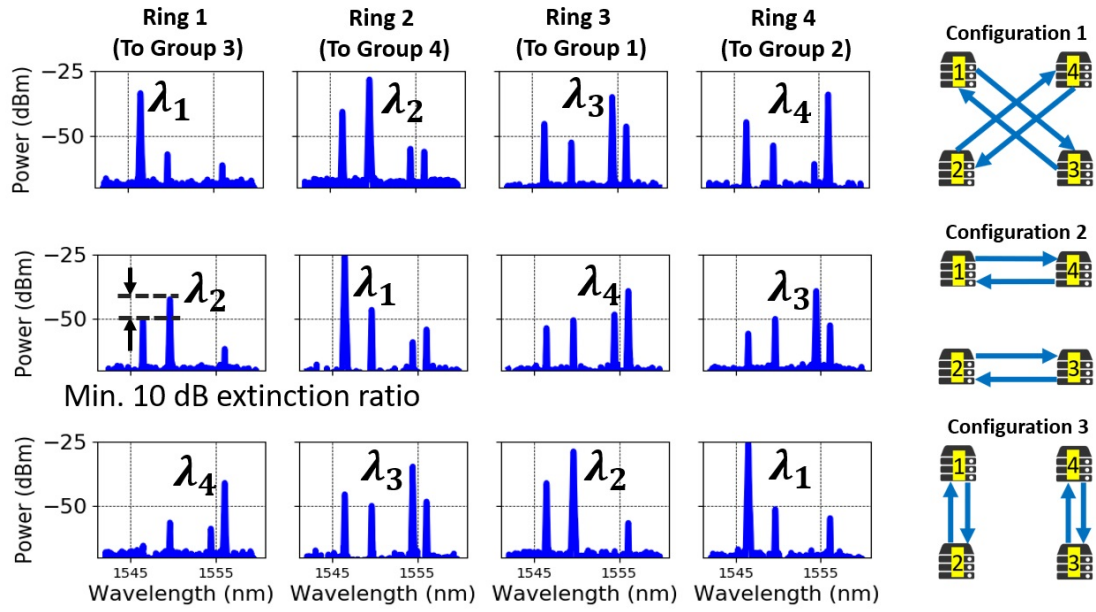 Ring 1
(To Group 3)
Ring 2
(To Group 4)
Ring 3
(To Group 1)
Ring 4
(To Group 2)
Configuration 1
Power (dBm)
−25
−50
λ1
λ2
λ3
λ4
1
4
2
3
Configuration 2
Power (dBm)
−25
−50
λ2
λ1
λ4
λ3
1
4
2
3
Min. 10 dB extinction ratio
Configuration 3
Power (dBm)
−25
−50
λ4
λ3
λ2
λ1
1
4
2
3
1545
1555
1545
1555
1545
1555
1545
1555
Wavelength (nm)
Wavelength (nm)
Wavelength (nm)
Wavelength (nm)